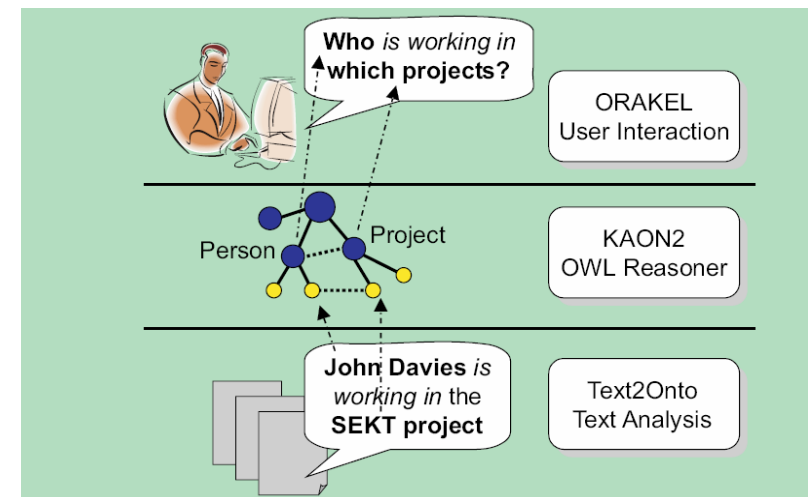 Who is working in
which projects?
ORAKEL
User Interaction
Person
Project
KAON2
OWL Reasoner
John Davies is
working in the
SEKT project
Text2Onto
Text Analysis